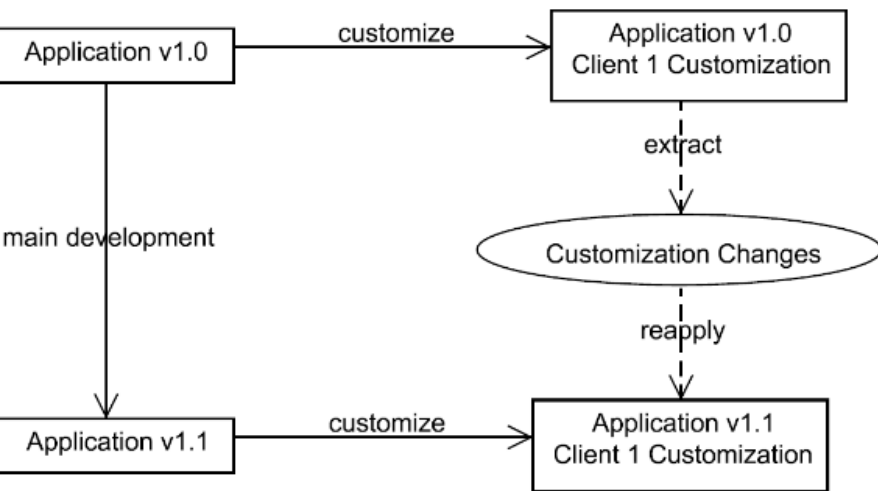 Application v1.0
customize
Application v1.0
Client 1 Customization
extract
main development
Customization Changes
reapply
Application v1.1
customize
Application v1.1
Client 1 Customization